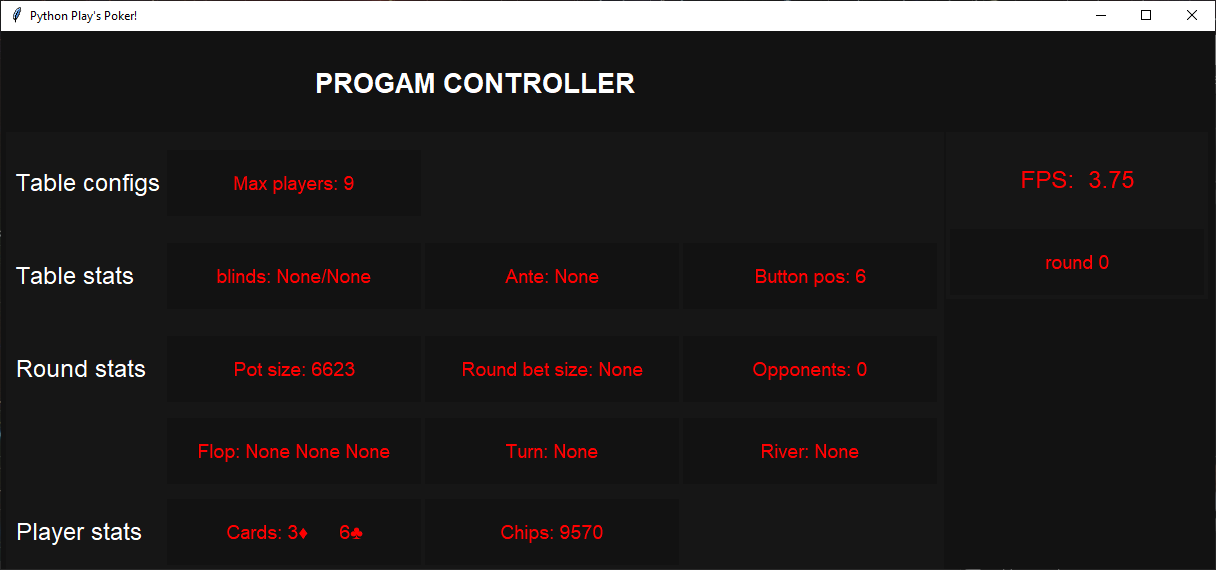 Python Play's Poker!
PROGAM CONTROLLER
Table configs Max players: 9 FPS: 3.75
Table stats blinds: None/None Ante: None Button pos: 6 round 0
Round stats Pot size: 6623 Round bet size: None Opponents: 0
Flop: None None None Turn: None River: None
Player stats Cards: 3♦ 6♣ Chips: 9570